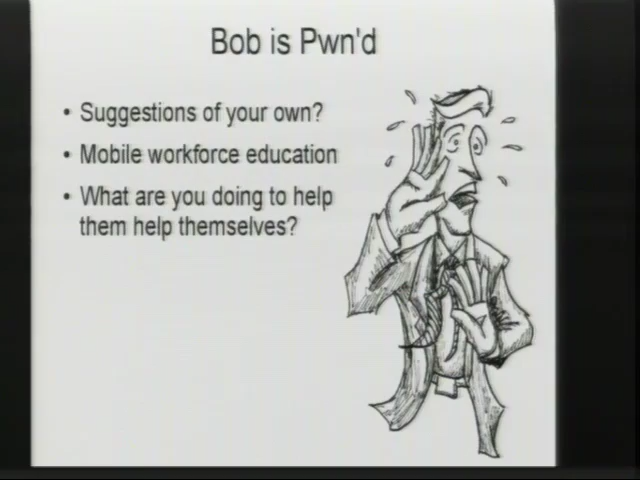 Bob is Pwn'd
• Suggestions of your own?
• Mobile workforce education
• What are you doing to help
them help themselves?